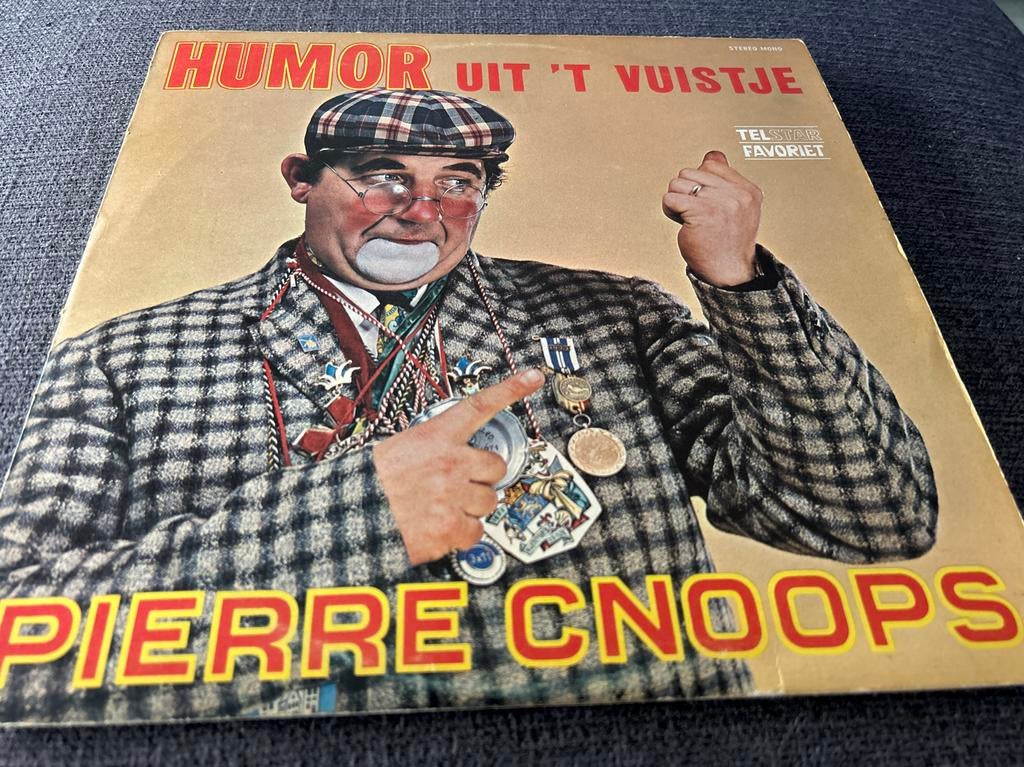 HUMOR UIT 'T VUISTJE
STEREO MONO
TELSTAR
FAVORIET
PIERRE CNOOPS